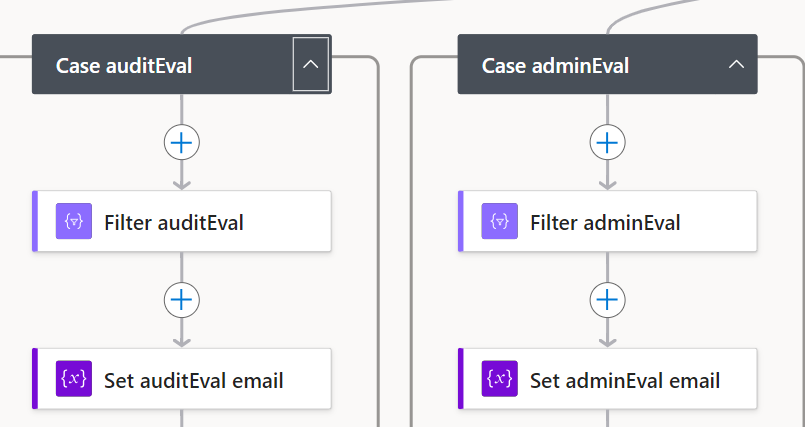 Case auditEval
Case adminEval
Filter auditEval
Filter adminEval
{x} Set auditEval email
{x} Set adminEval email